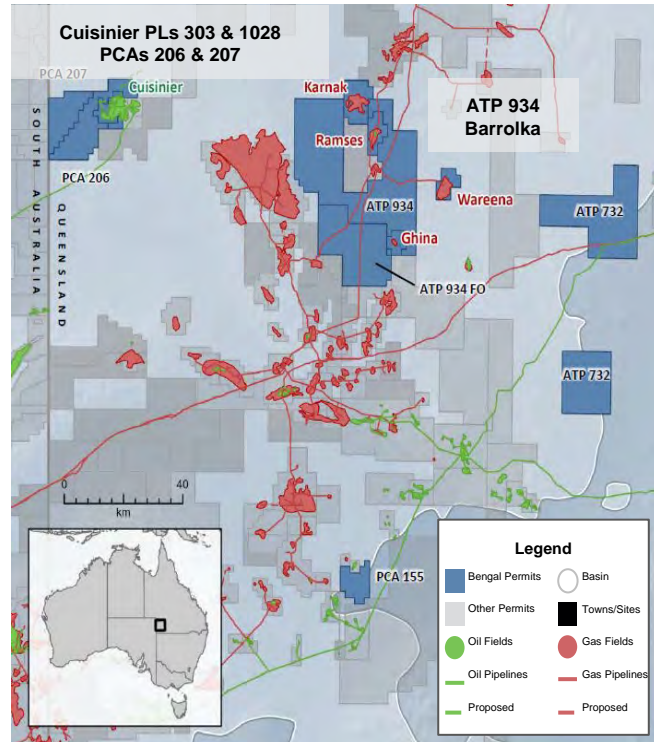 Cuisinier PLs 303 & 1028
PCAs 206 & 207
PCA 207
Cuisinier
Karnak
ATP 934
Barrolka
Ramses
PCA 206
Wareena
ATP 934
ATP 732
Ghina
ATP 934 FO
SOUTH AUSTRALIA
QUEENSLAND
ATP 732
0 40
km
PCA 155
Legend
Bengal Permits
Basin
Other Permits
Towns/Sites
Oil Fields
Gas Fields
Oil Pipelines
Gas Pipelines
Proposed
Proposed